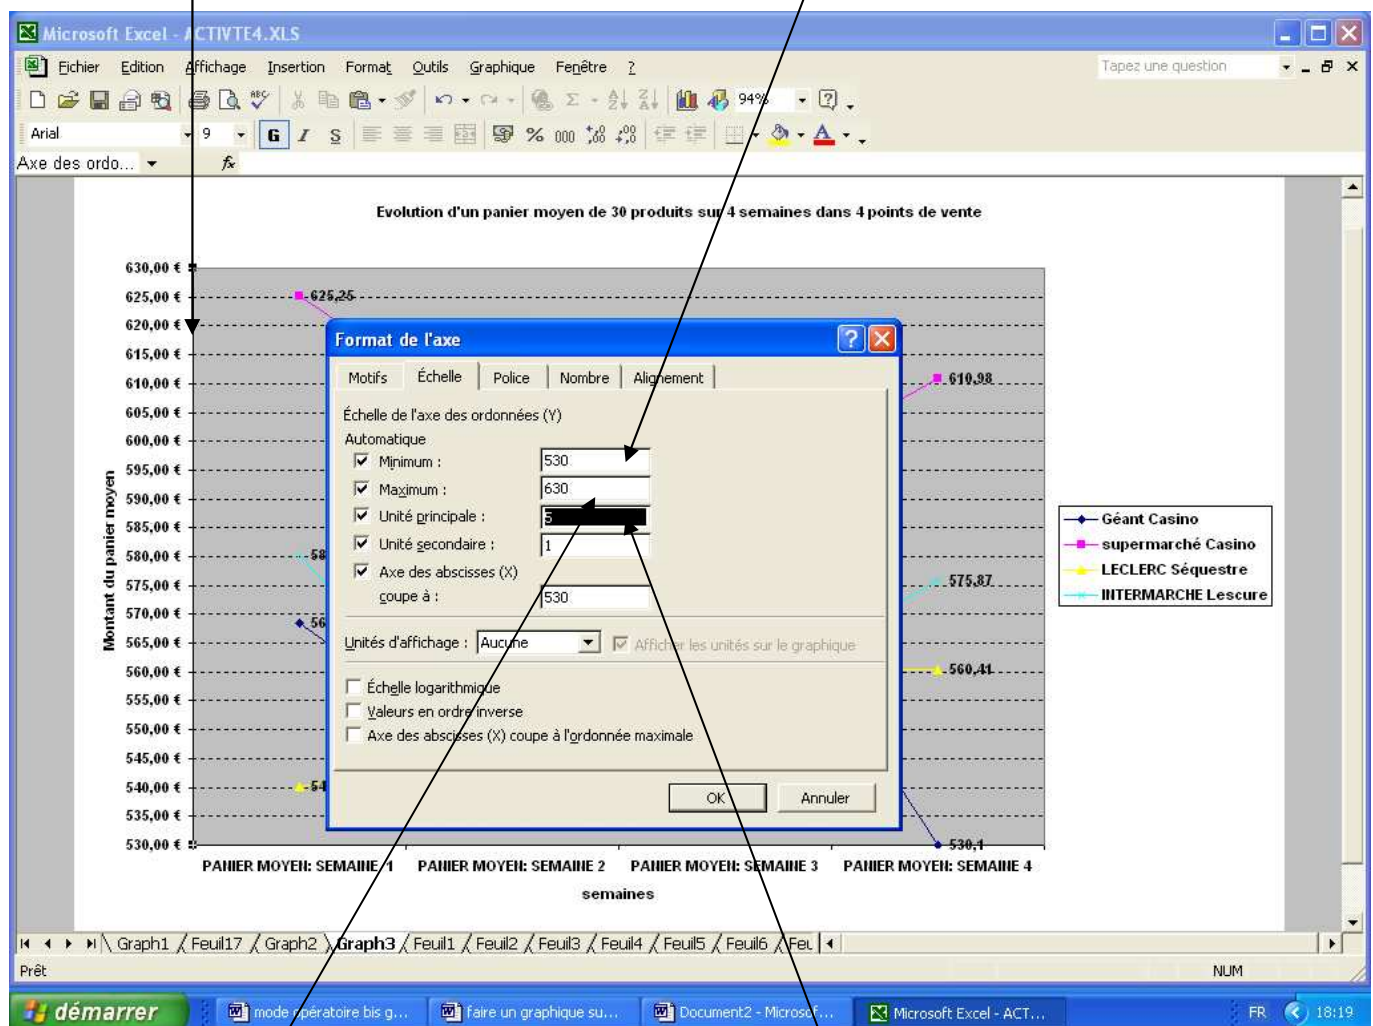 Microsoft Excel - ACTIVTE4.XLS
Fichier Edition Affichage Insertion Format Outils Graphique Fenêtre ? Tapez une question
94%
Arial 9 G I S % 000
Axe des ordo... fx
Evolution d'un panier moyen de 30 produits sur 4 semaines dans 4 points de vente
630,00 €
625,00 € 625,25
620,00 €
615,00 €
610,00 € 610,98
605,00 €
600,00 €
595,00 €
590,00 €
585,00 €
580,00 € 58
575,00 € 575,87
570,00 € 56
565,00 €
560,00 € 560,41
555,00 €
550,00 €
545,00 €
540,00 € 54
535,00 €
530,00 € 530,1
Montant du panier moyen
Format de l'axe
Motifs Échelle Police Nombre Alignement
Échelle de l'axe des ordonnées (Y)
Automatique
Minimum : 530
Maximum : 630
Unité principale : 5
Unité secondaire : 1
Axe des abscisses (X)
coupe à : 530
Unités d'affichage : Aucune Afficher les unités sur le graphique
Échelle logarithmique
Valeurs en ordre inverse
Axe des abscisses (X) coupe à l'ordonnée maximale
OK Annuler
Géant Casino
supermarché Casino
LECLERC Séquestre
INTERMARCHE Lescure
PANIER MOYEN: SEMAINE 1 PANIER MOYEN: SEMAINE 2 PANIER MOYEN: SEMAINE 3 PANIER MOYEN: SEMAINE 4
semaines
Graph1 Feuil17 Graph2 Graph3 Feuil1 Feuil2 Feuil3 Feuil4 Feuil5 Feuil6 Feu
Prêt NUM
démarrer mode opératoire bis g... faire un graphique su... Document2 - Microsof... Microsoft Excel - ACT... FR 18:19